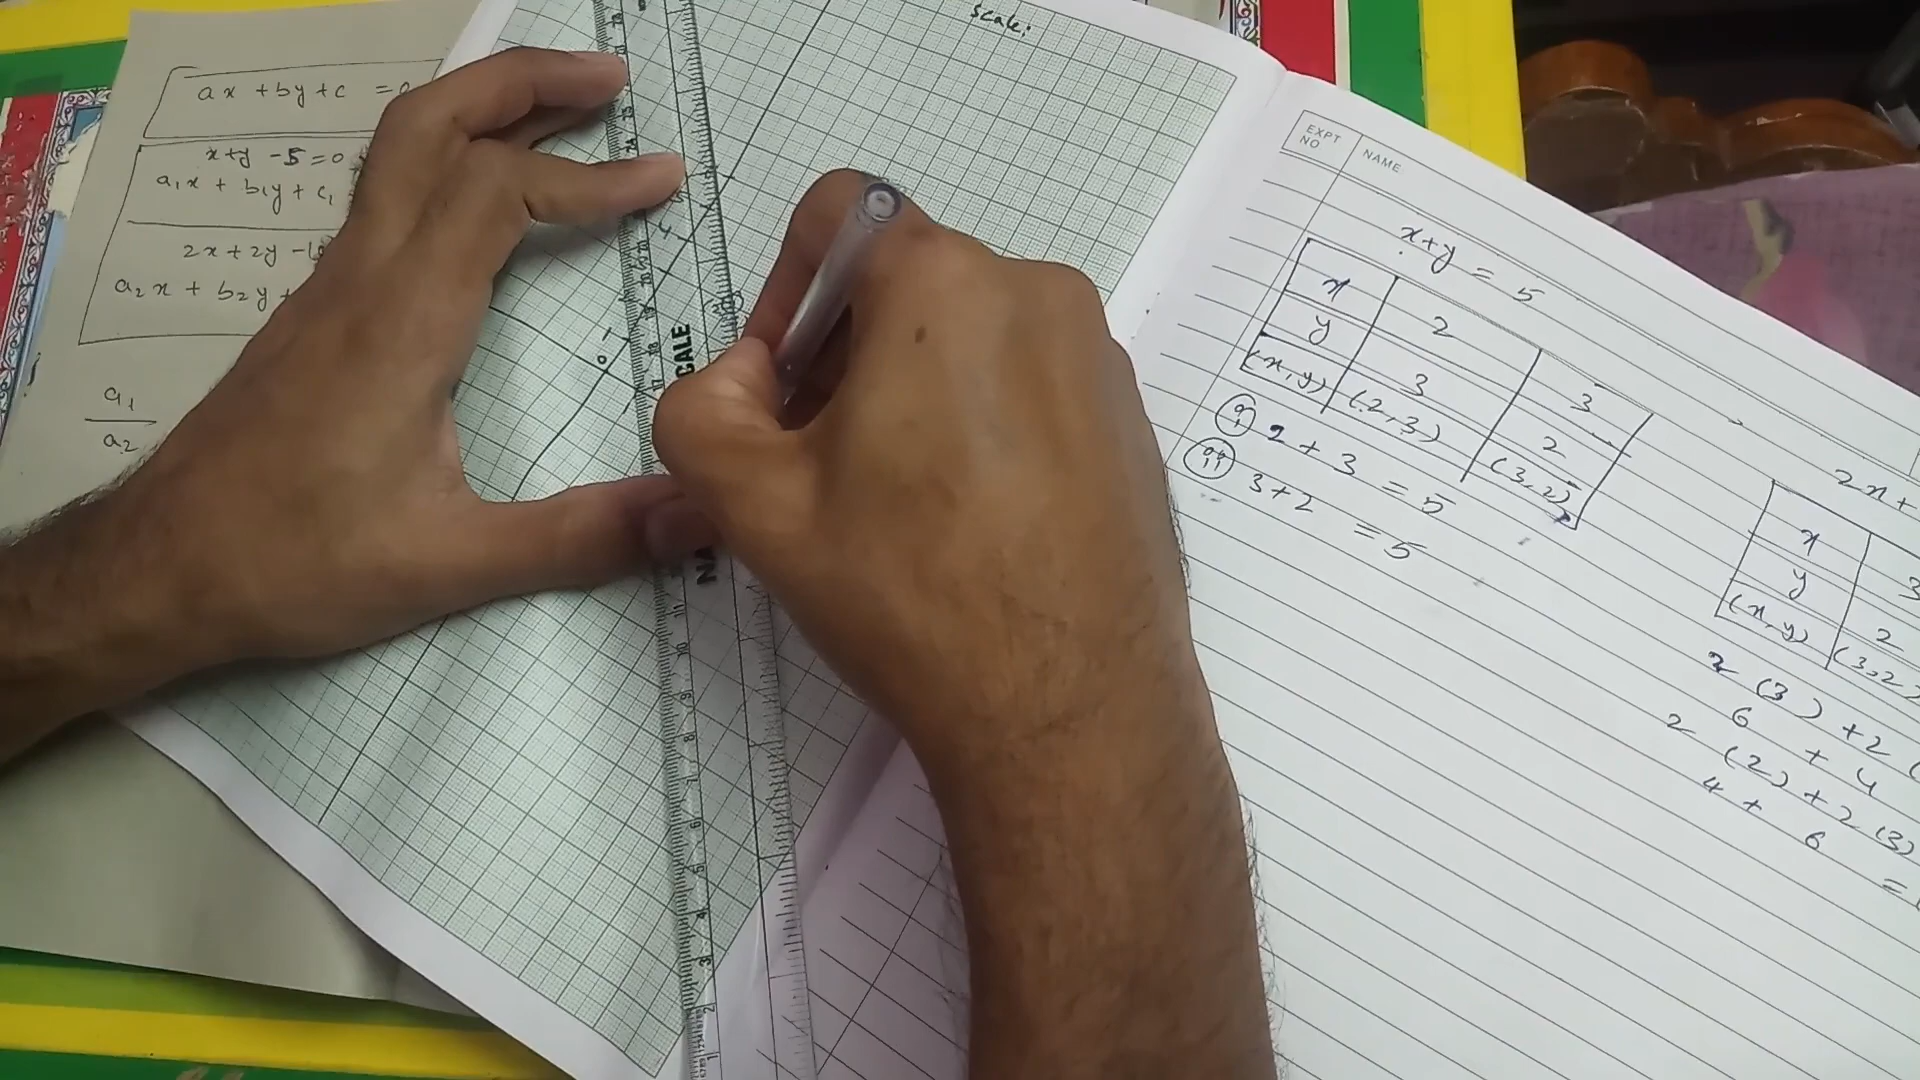 ax + by + c = 0
x+y - 5 = 0
a₁x + b₁y + c₁
2x + 2y - 10
a₂x + b₂y +
a₁
a₂
Scale:
SCALE
EXPT NO
NAME
x+y = 5
x 2 3
y 3 2
(x, y) (2, 3) (3, 2)
(i) 2 + 3 = 5
(ii) 3+2 = 5
2x +
x 3
y 2
(x, y) (3, 2)
2 (3) +2 (
6 + 4
2 (2) + 2 (3)
4 + 6 =